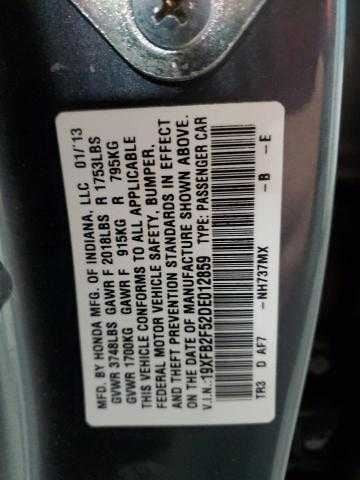 MFD. BY HONDA MFG. OF INDIANA, LLC 01/13
GVWR 3748LBS GAWR F 2018LBS R 1753LBS
GVWR 1700KG GAWR F 915KG R 795KG
THIS VEHICLE CONFORMS TO ALL APPLICABLE
FEDERAL MOTOR VEHICLE SAFETY, BUMPER,
AND THEFT PREVENTION STANDARDS IN EFFECT
ON THE DATE OF MANUFACTURE SHOWN ABOVE.
V.I.N.:19XFB2F52DE012859 TYPE: PASSENGER CAR
TR3 D AF7 -NH737MX -B -E